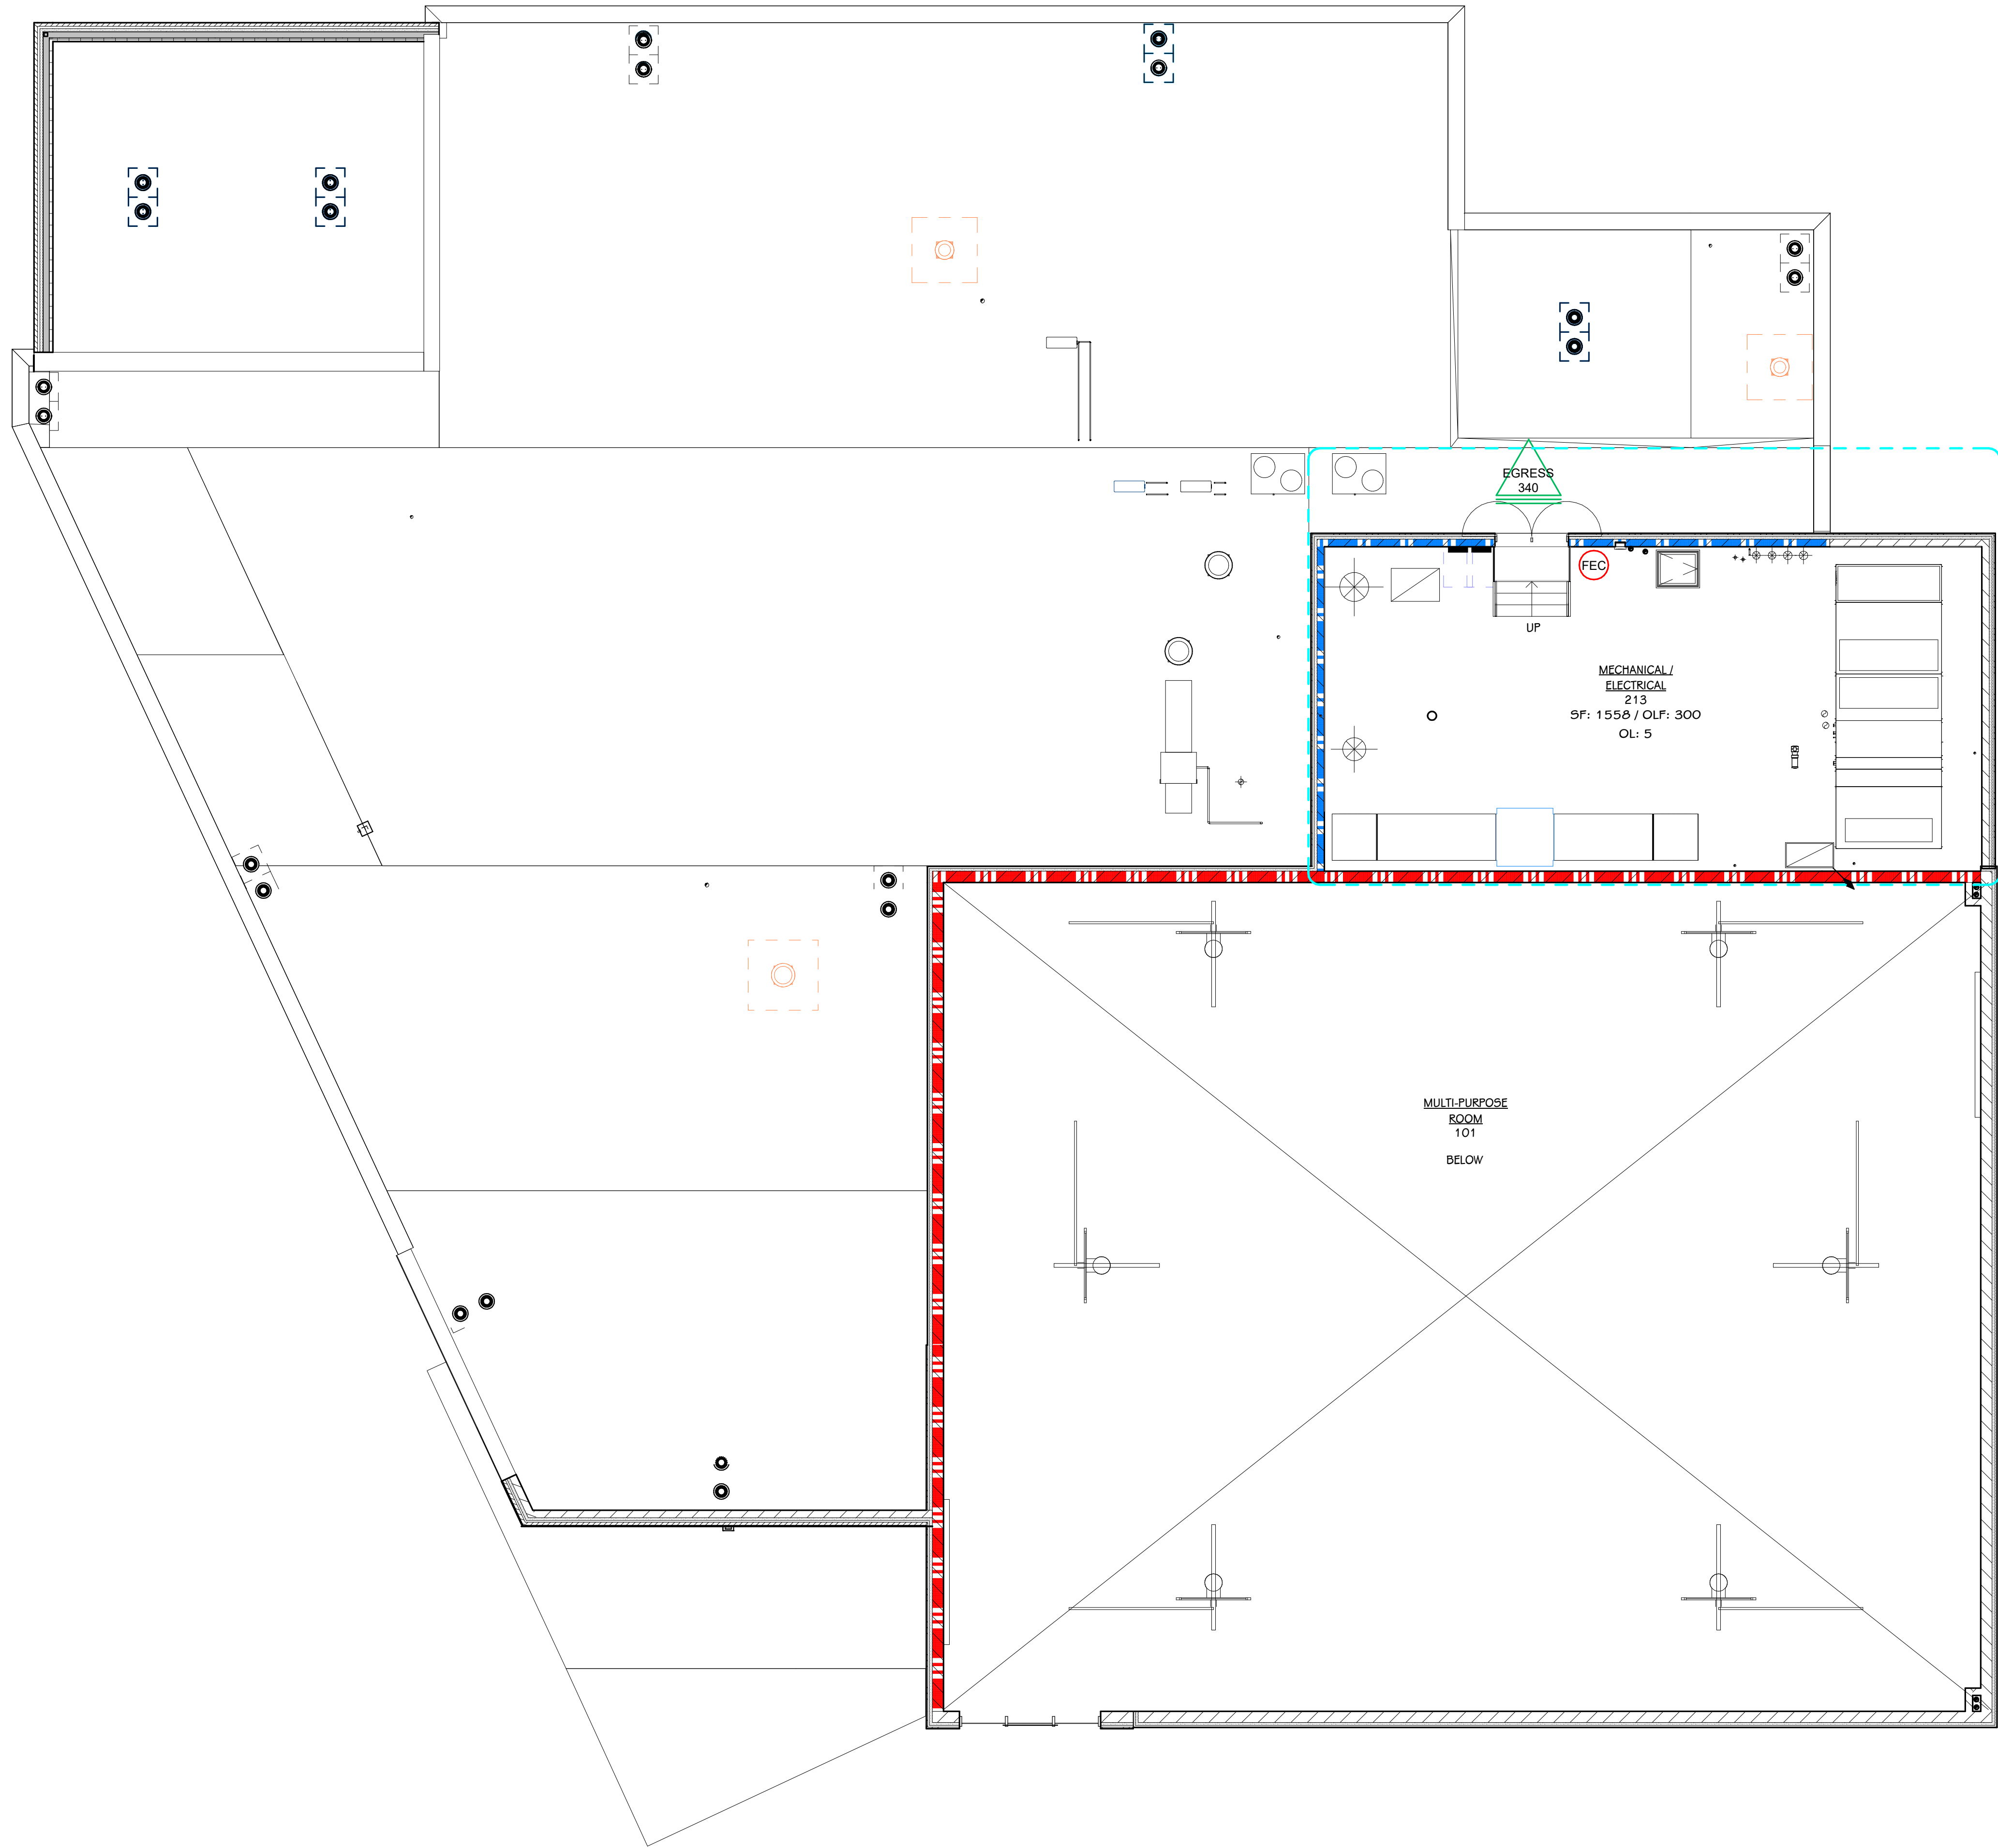 EGRESS
340
FEC
UP
MECHANICAL /
ELECTRICAL
213
SF: 1558 / OLF: 300
OL: 5
MULTI-PURPOSE
ROOM
101
BELOW